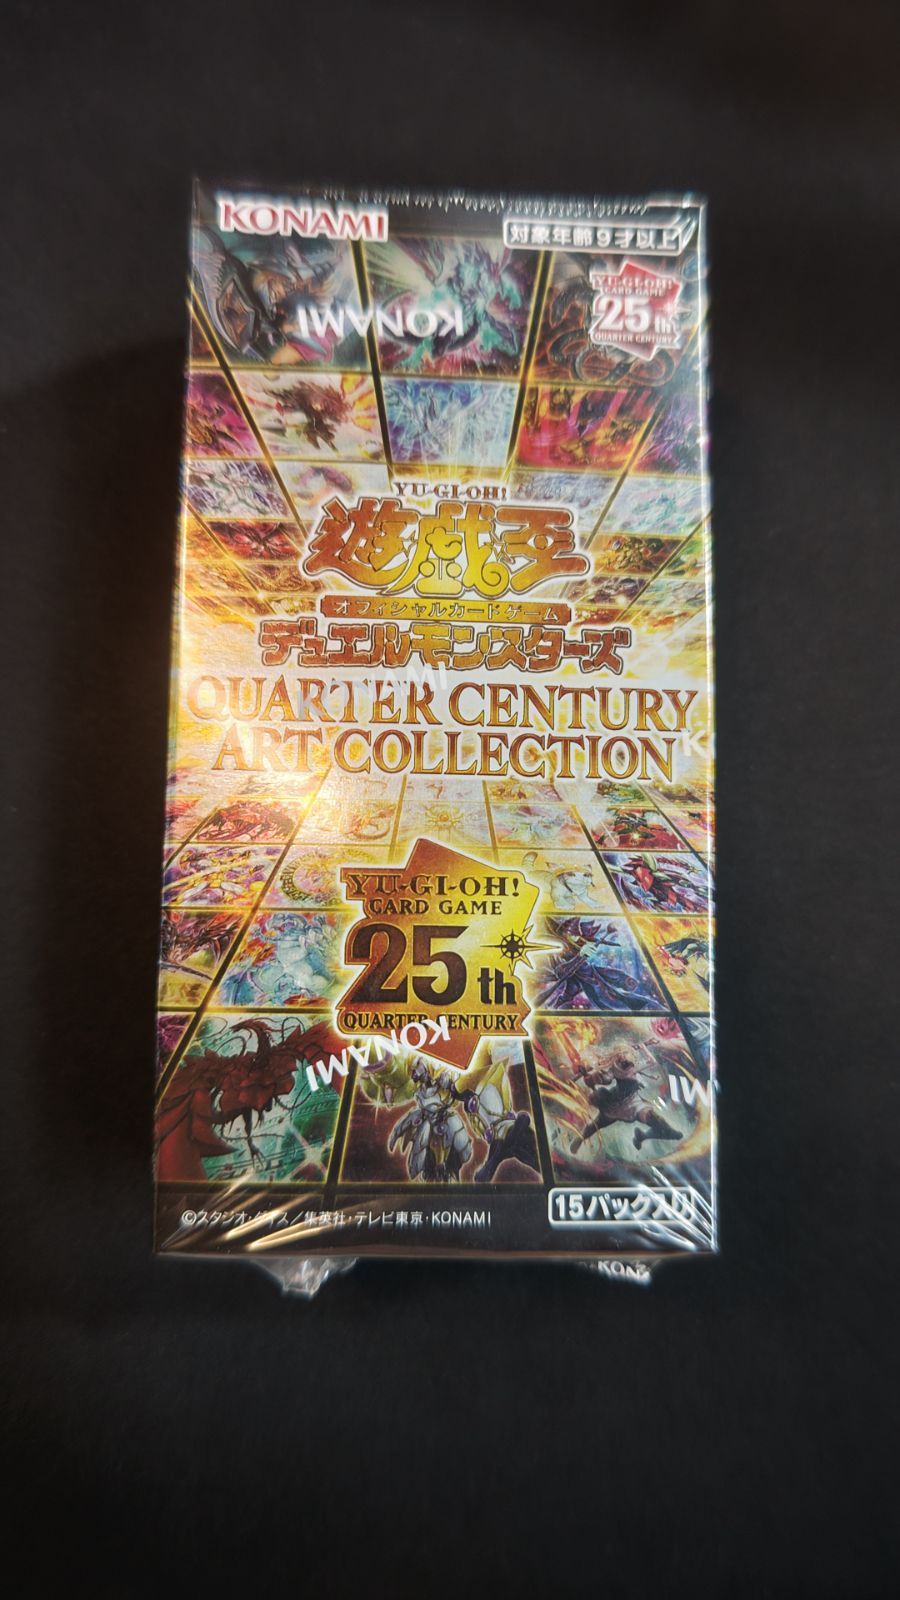 KONAMI
対象年齢9才以上
YU-GI-OH!
CARD GAME
25th
QUARTER CENTURY
KONAMI
YU-GI-OH!
遊☆戯☆王
オフィシャルカードゲーム
デュエルモンスターズ
KONAMI
QUARTER CENTURY
ART COLLECTION
YU-GI-OH!
CARD GAME
25th
QUARTER CENTURY
KONAMI
MI
©スタジオ・ダイス/集英社・テレビ東京・KONAMI
15パック入り
KONAMI